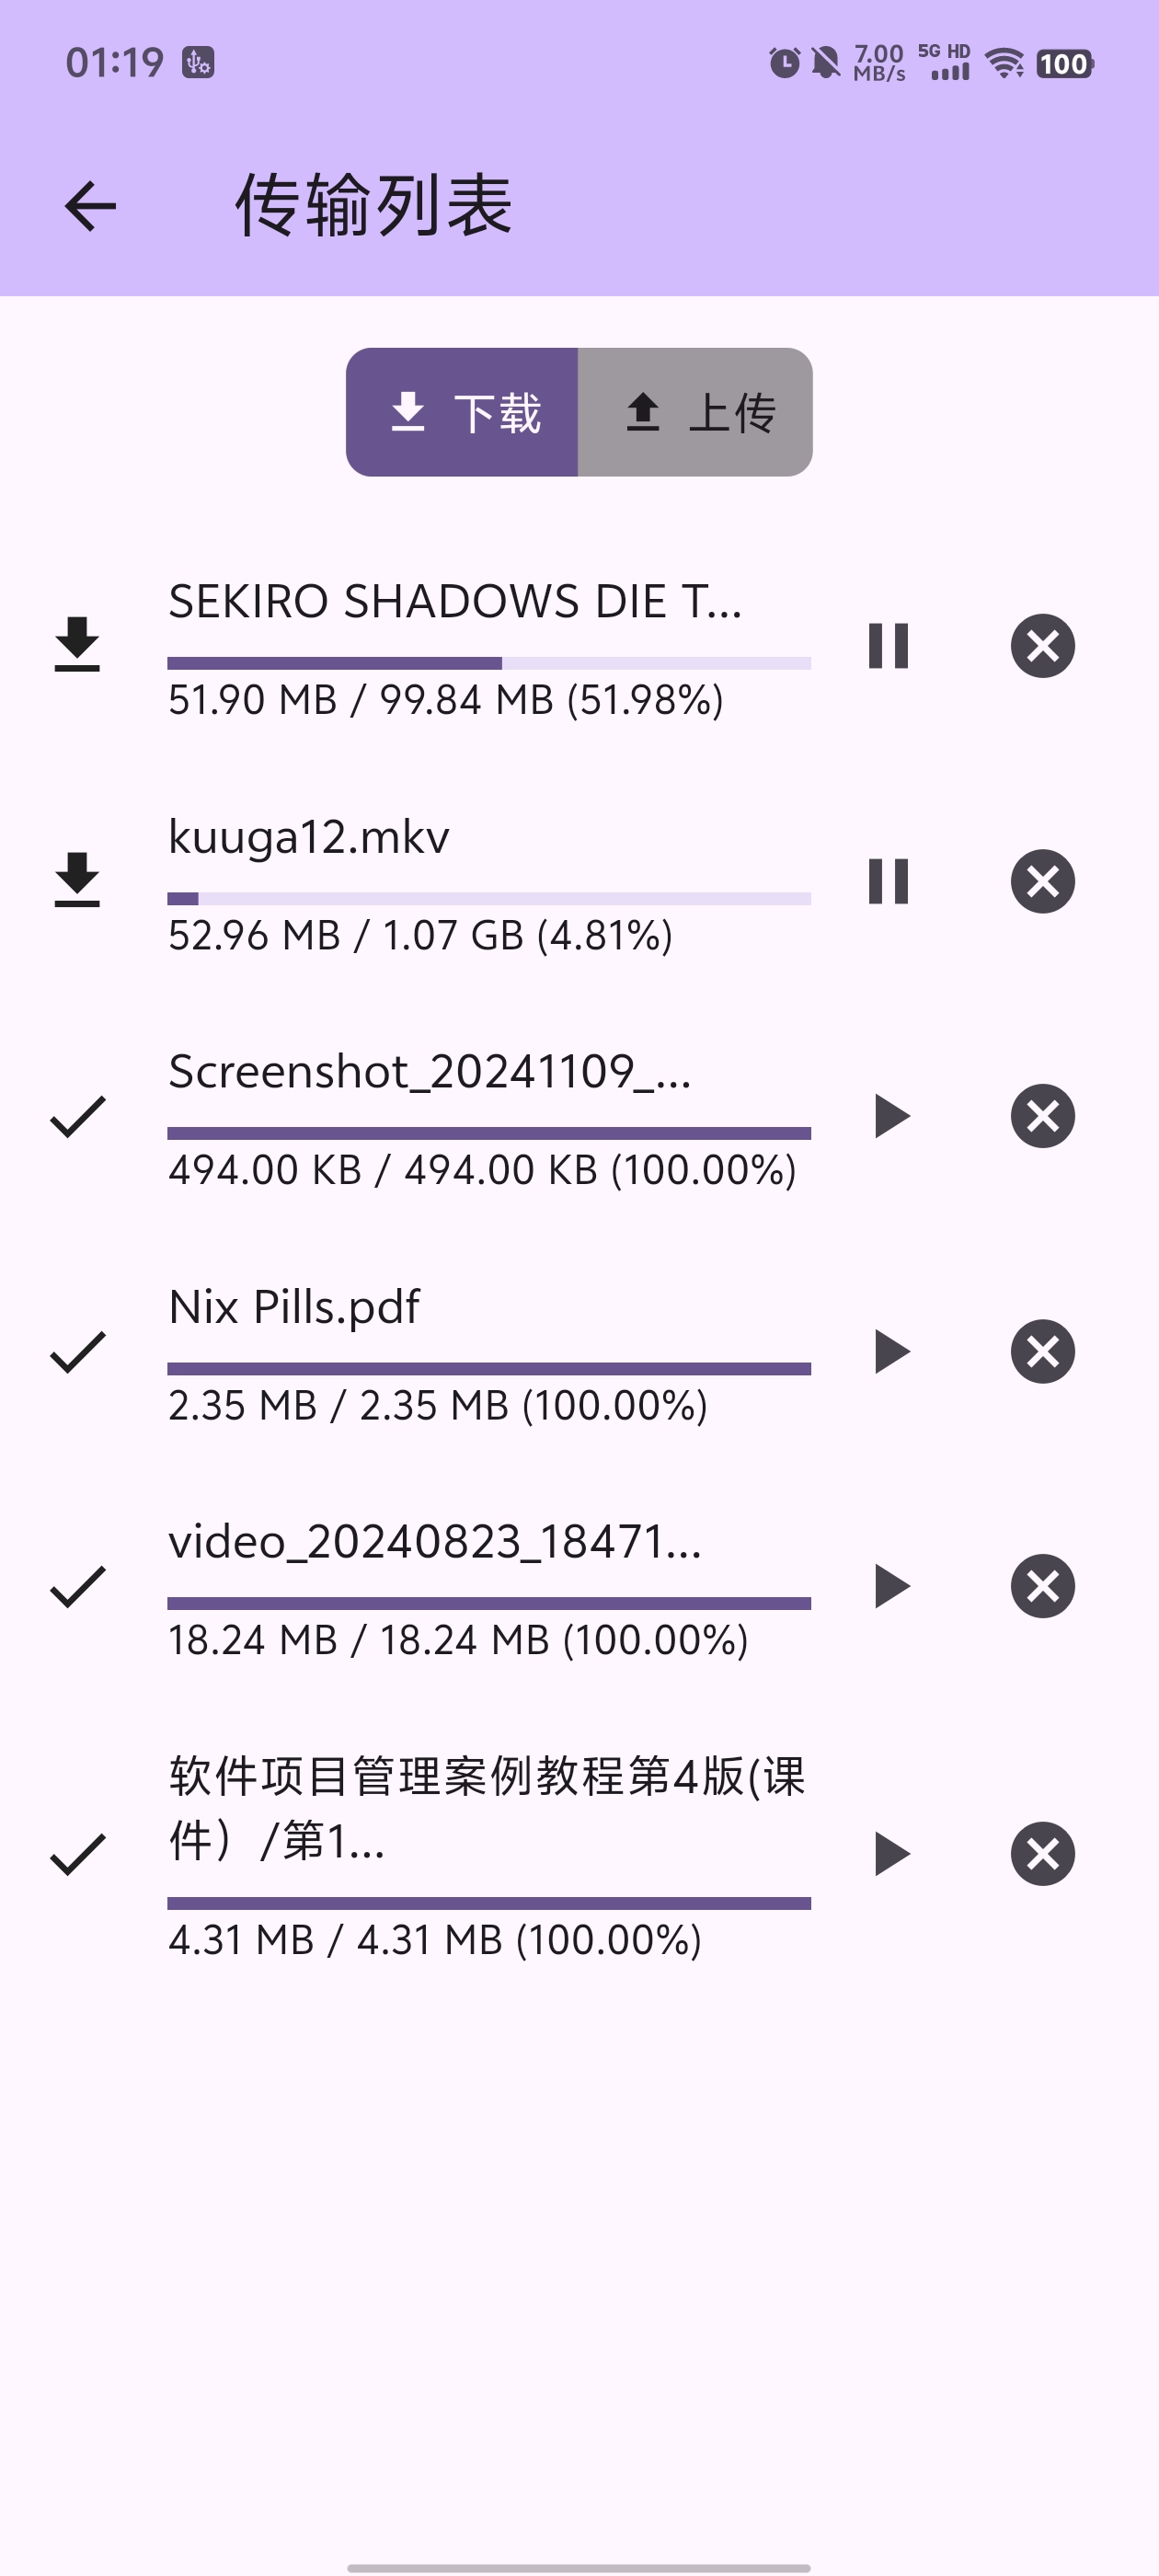 01:19
7.00
MB/s
5G HD
100
传输列表
下载
上传
SEKIRO SHADOWS DIE T...
51.90 MB / 99.84 MB (51.98%)
kuuga12.mkv
52.96 MB / 1.07 GB (4.81%)
Screenshot_20241109_...
494.00 KB / 494.00 KB (100.00%)
Nix Pills.pdf
2.35 MB / 2.35 MB (100.00%)
video_20240823_18471...
18.24 MB / 18.24 MB (100.00%)
软件项目管理案例教程第4版(课
件）/第1...
4.31 MB / 4.31 MB (100.00%)